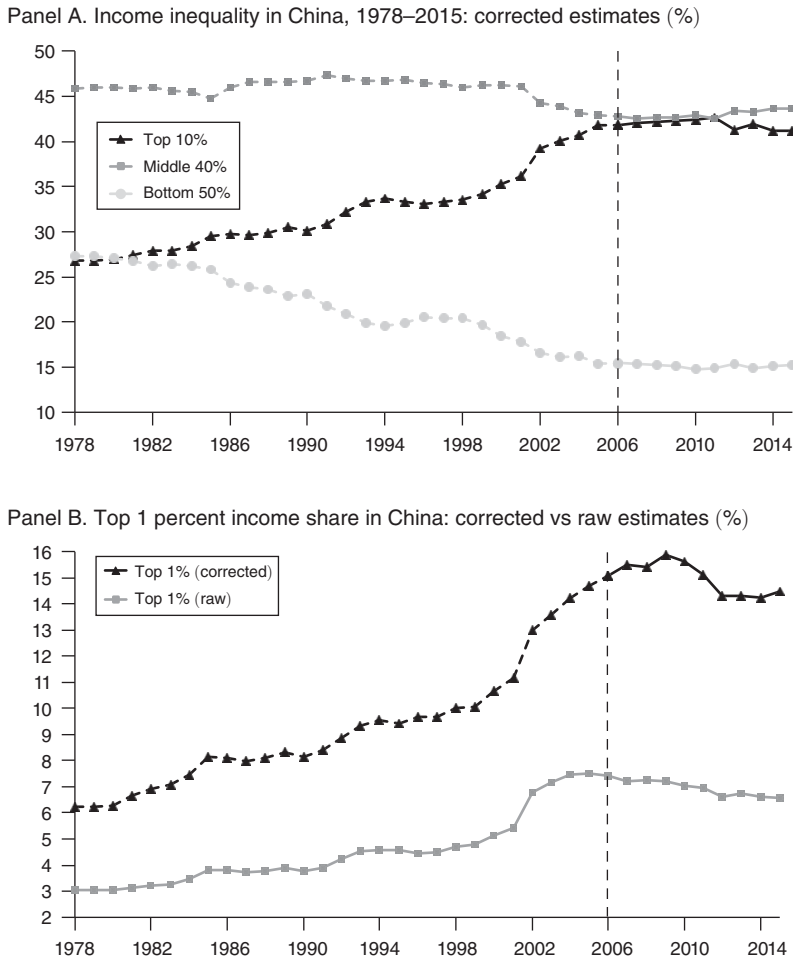 Panel A. Income inequality in China, 1978–2015: corrected estimates (%)
50
45
40
35
30
25
20
15
10
Top 10%
Middle 40%
Bottom 50%
1978 1982 1986 1990 1994 1998 2002 2006 2010 2014
Panel B. Top 1 percent income share in China: corrected vs raw estimates (%)
16
15
14
13
12
11
10
9
8
7
6
5
4
3
2
Top 1% (corrected)
Top 1% (raw)
1978 1982 1986 1990 1994 1998 2002 2006 2010 2014